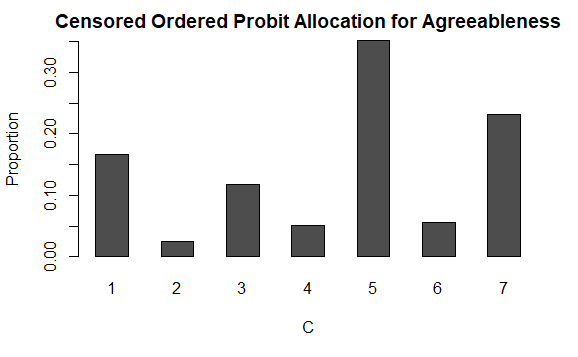 Censored Ordered Probit Allocation for Agreeableness
Proportion
0.30
0.20
0.10
0.00
1 2 3 4 5 6 7
C